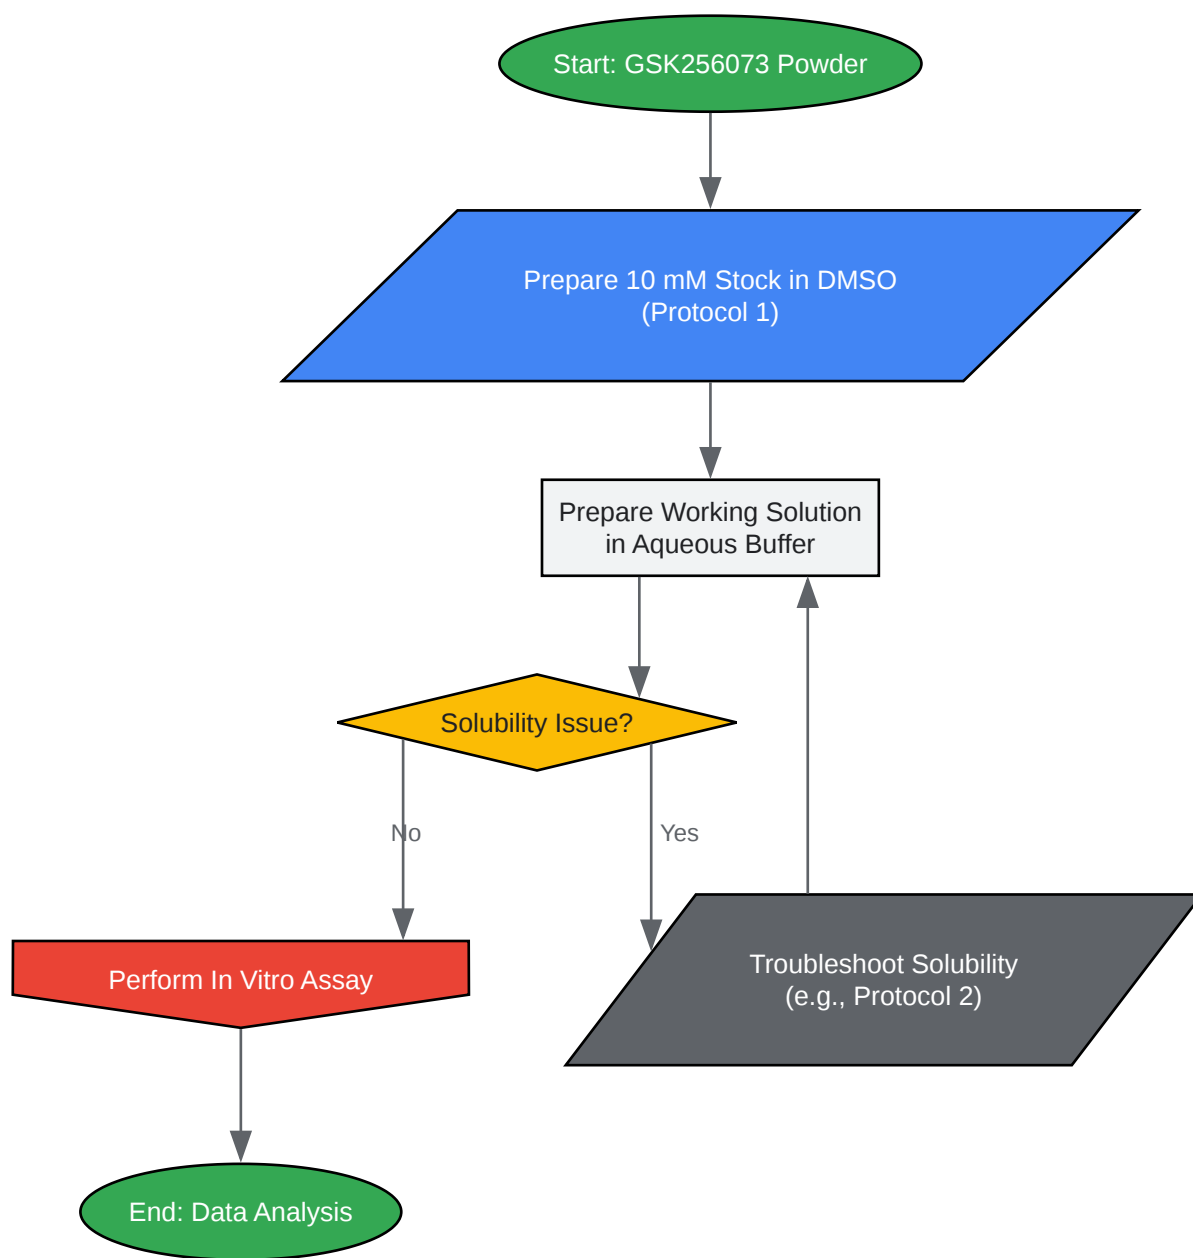 Start: GSK256073 Powder
Prepare 10 mM Stock in DMSO
(Protocol 1)
Prepare Working Solution
in Aqueous Buffer
Solubility Issue?
No
Yes
Perform In Vitro Assay
Troubleshoot Solubility
(e.g., Protocol 2)
End: Data Analysis